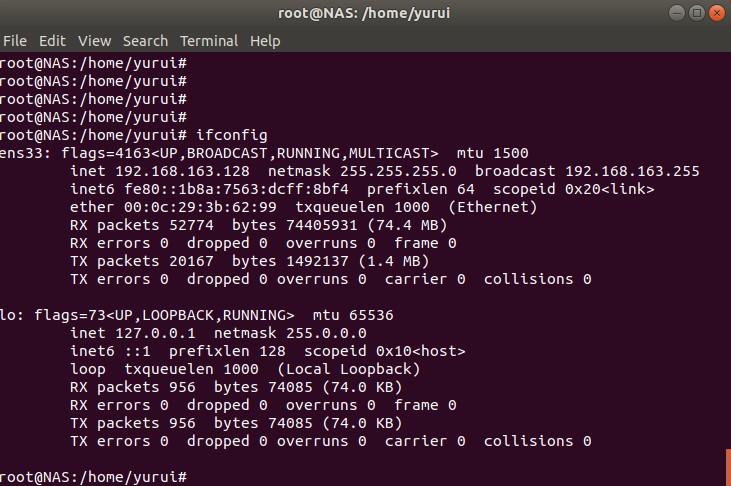 root@NAS: /home/yurui
File Edit View Search Terminal Help
root@NAS:/home/yurui#
root@NAS:/home/yurui#
root@NAS:/home/yurui#
root@NAS:/home/yurui#
root@NAS:/home/yurui# ifconfig
ens33: flags=4163<UP,BROADCAST,RUNNING,MULTICAST>  mtu 1500
        inet 192.168.163.128  netmask 255.255.255.0  broadcast 192.168.163.255
        inet6 fe80::1b8a:7563:dcff:8bf4  prefixlen 64  scopeid 0x20<link>
        ether 00:0c:29:3b:62:99  txqueuelen 1000  (Ethernet)
        RX packets 52774  bytes 74405931 (74.4 MB)
        RX errors 0  dropped 0  overruns 0  frame 0
        TX packets 20167  bytes 1492137 (1.4 MB)
        TX errors 0  dropped 0 overruns 0  carrier 0  collisions 0
lo: flags=73<UP,LOOPBACK,RUNNING>  mtu 65536
        inet 127.0.0.1  netmask 255.0.0.0
        inet6 ::1  prefixlen 128  scopeid 0x10<host>
        loop  txqueuelen 1000  (Local Loopback)
        RX packets 956  bytes 74085 (74.0 KB)
        RX errors 0  dropped 0  overruns 0  frame 0
        TX packets 956  bytes 74085 (74.0 KB)
        TX errors 0  dropped 0 overruns 0  carrier 0  collisions 0
root@NAS:/home/yurui#